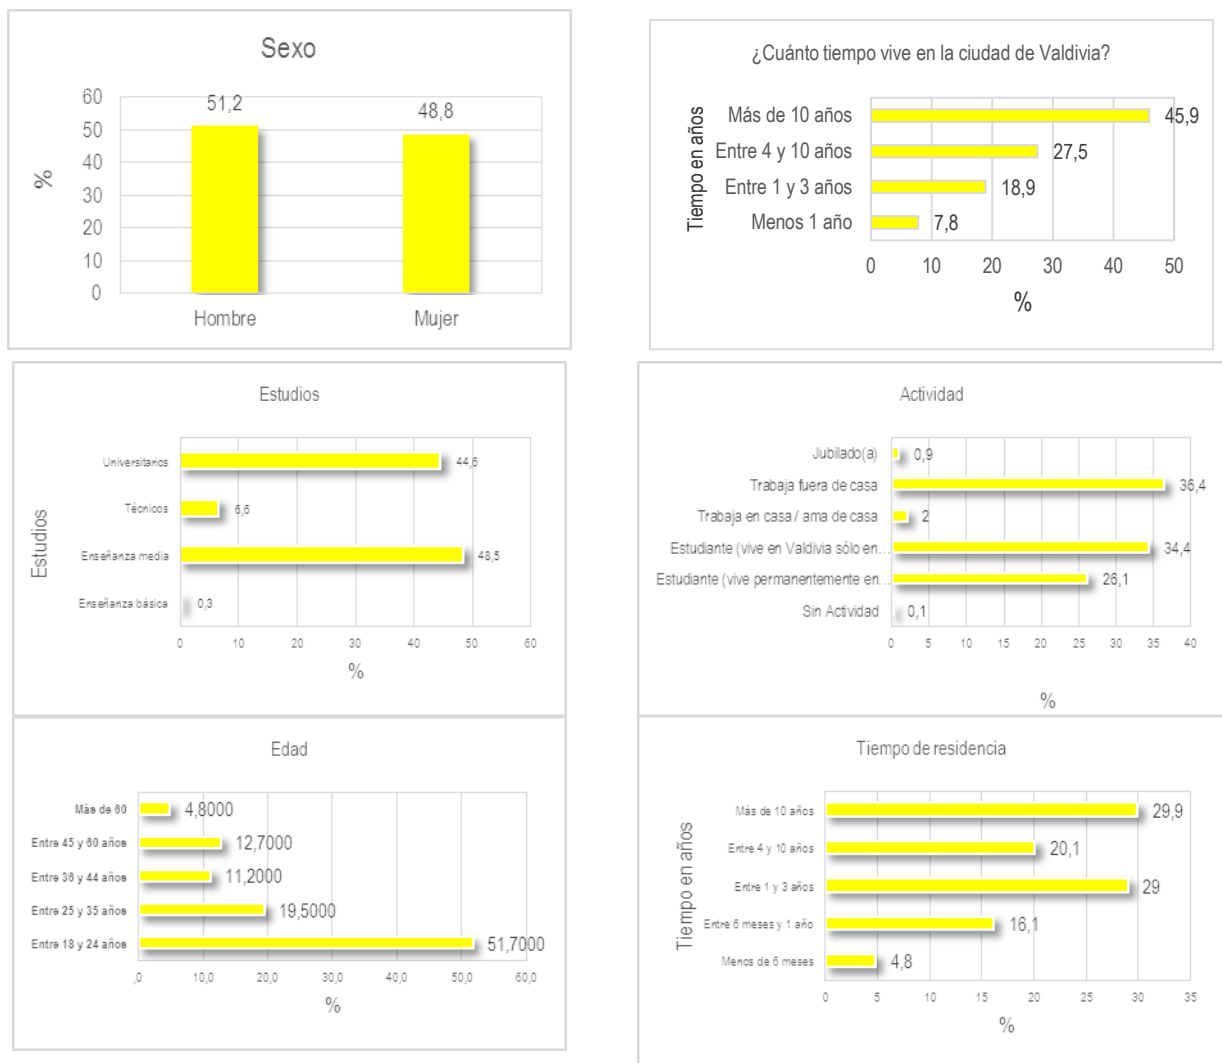 Sexo
60
50
40
30
20
10
0
%
51,2
48,8
Hombre
Mujer
¿Cuánto tiempo vive en la ciudad de Valdivia?
Tiempo en años
Más de 10 años
45,9
Entre 4 y 10 años
27,5
Entre 1 y 3 años
18,9
Menos 1 año
7,8
0 10 20 30 40 50
%
Estudios
Estudios
Universitarios
44,6
Técnicos
6,6
Enseñanza media
48,5
Enseñanza básica
0,3
0 10 20 30 40 50 60
%
Actividad
Jubilado(a)
0,9
Trabaja fuera de casa
36,4
Trabaja en casa / ama de casa
2
Estudiante (vive en Valdivia sólo en...
34,4
Estudiante (vive permanentemente en...
26,1
Sin Actividad
0,1
0 5 10 15 20 25 30 35 40
%
Edad
Más de 60
4,8000
Entre 45 y 60 años
12,7000
Entre 36 y 44 años
11,2000
Entre 25 y 35 años
19,5000
Entre 18 y 24 años
51,7000
,0 10,0 20,0 30,0 40,0 50,0 60,0
%
Tiempo de residencia
Tiempo en años
Más de 10 años
29,9
Entre 4 y 10 años
20,1
Entre 1 y 3 años
29
Entre 6 meses y 1 año
16,1
Menos de 6 meses
4,8
0 5 10 15 20 25 30 35
%